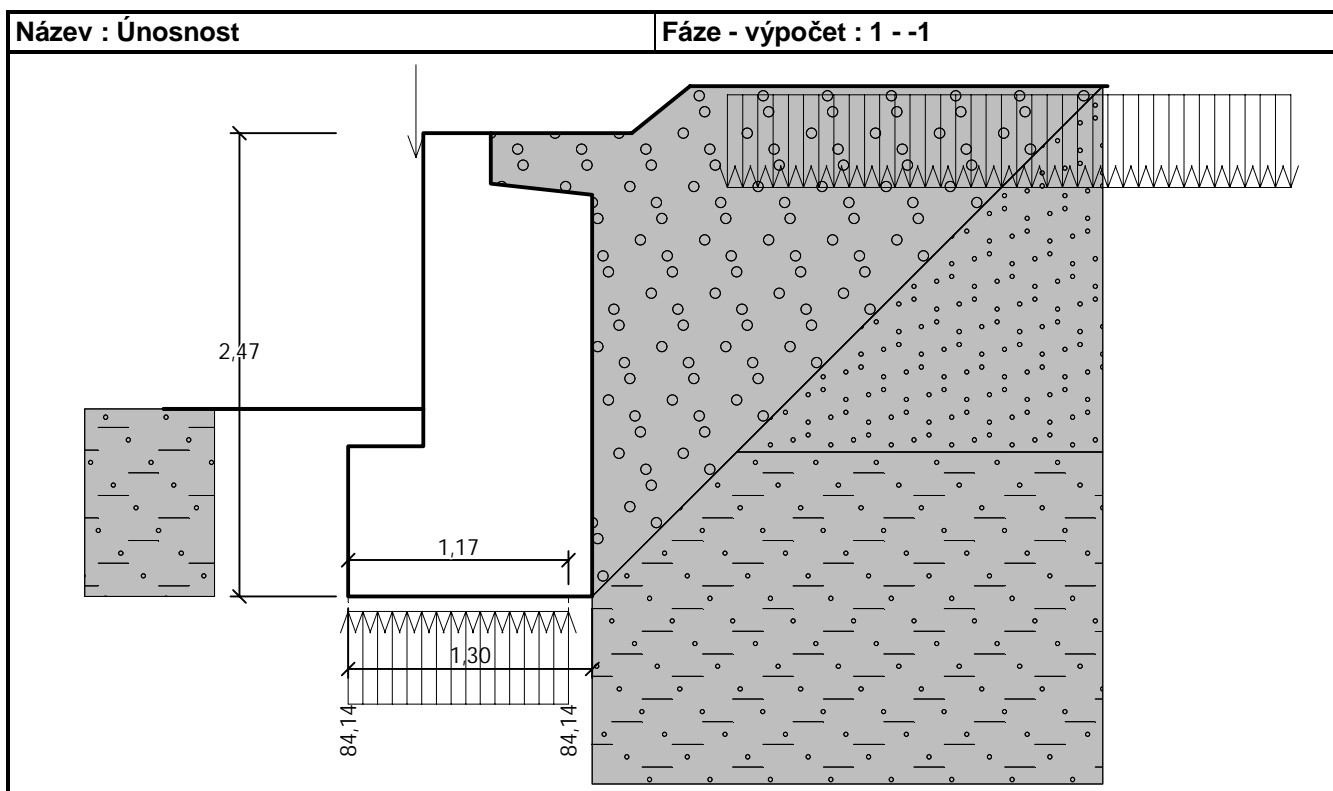 Název : Únosnost
Fáze - výpočet : 1 - -1
2,47
1,17
1,30
84,14
84,14